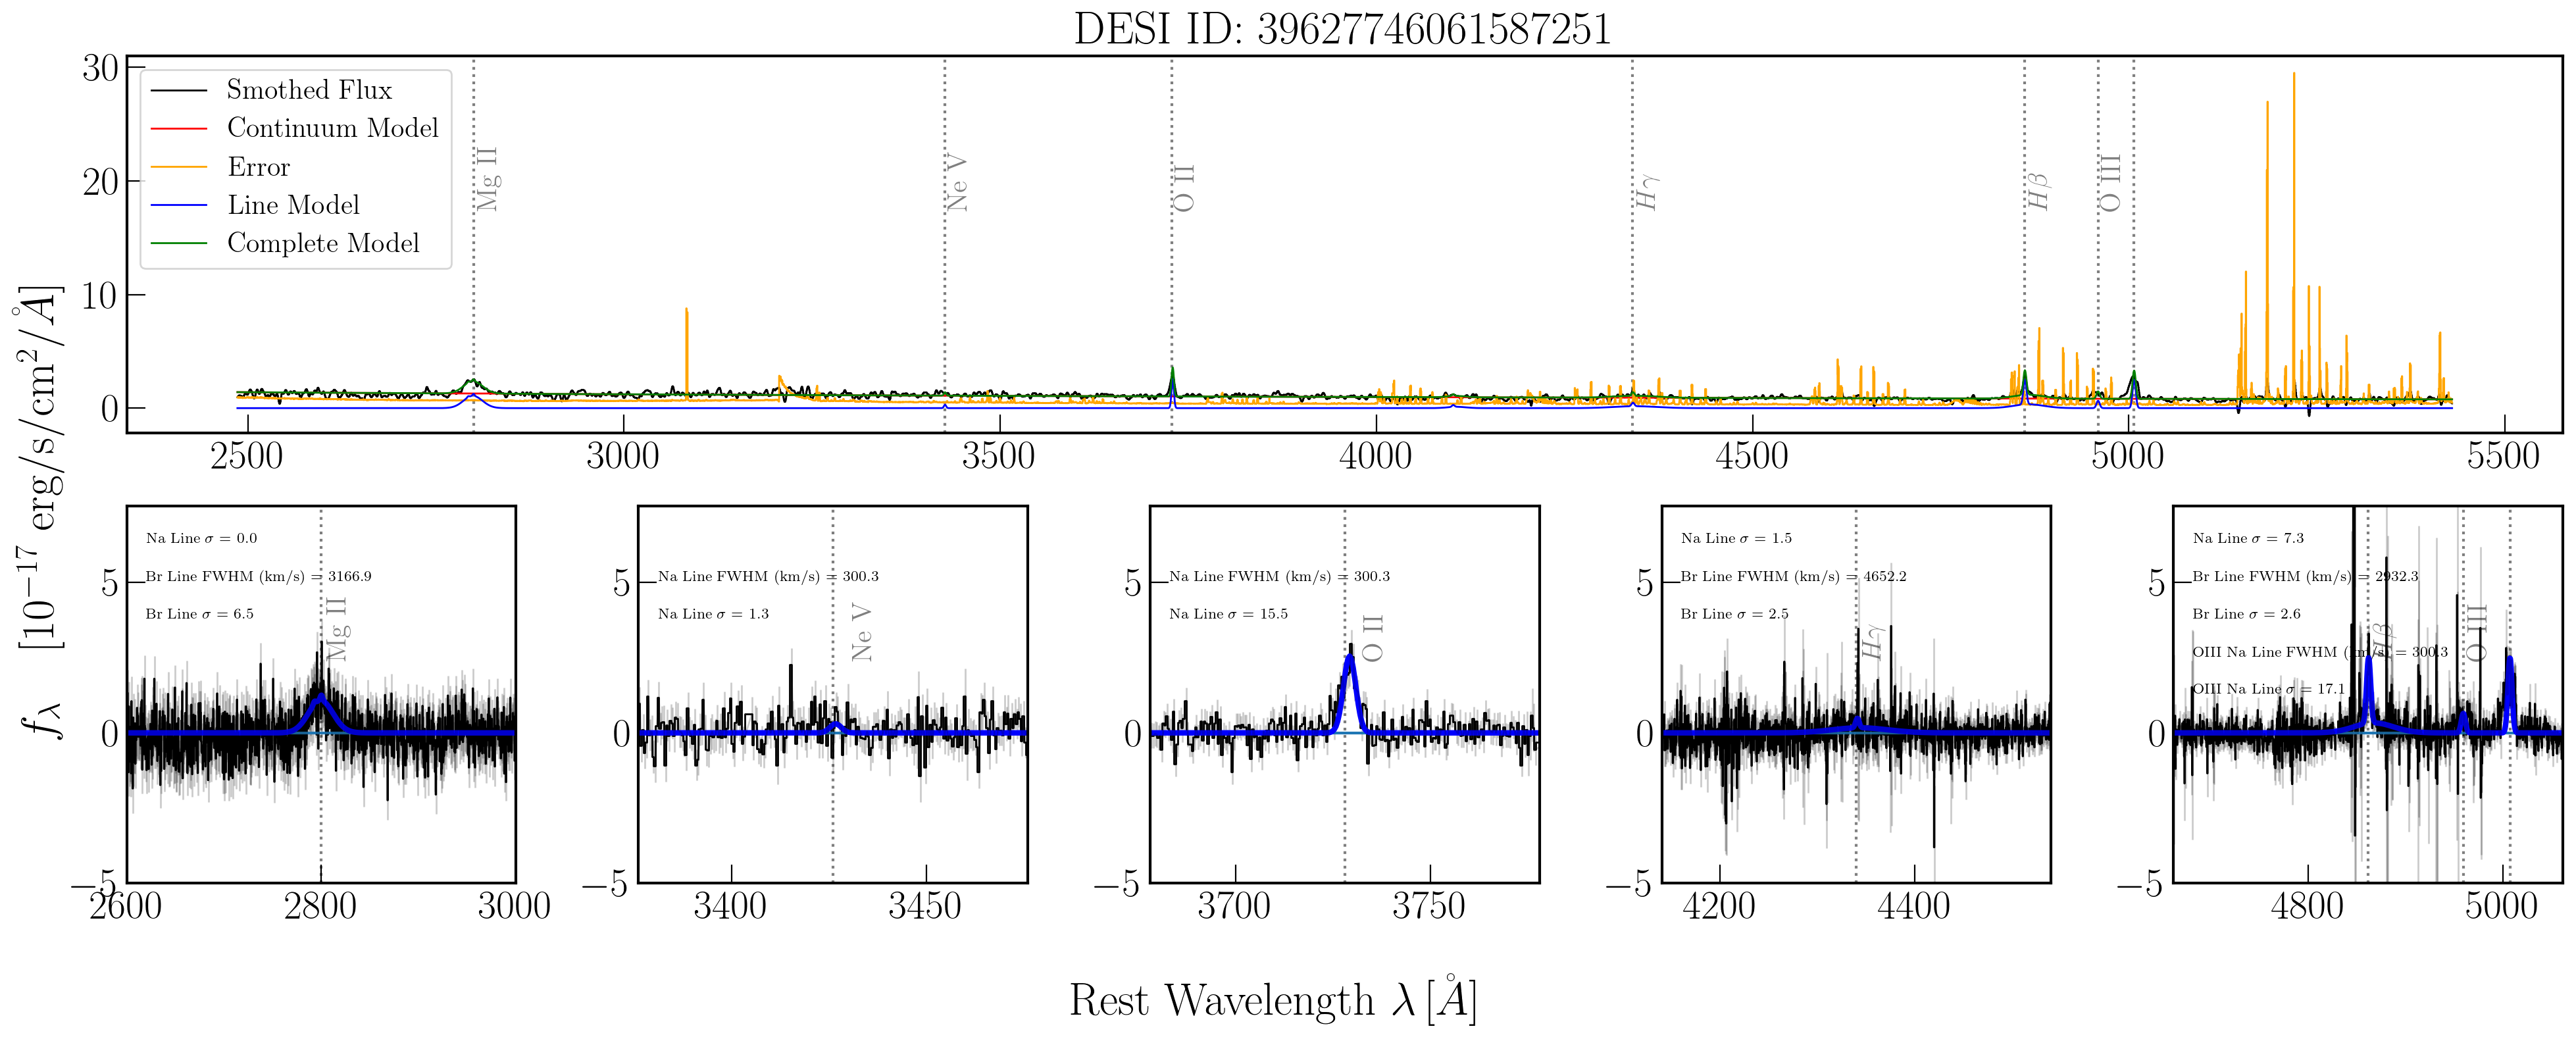 DESI ID: 39627746061587251
30
20
10
0
Smothed Flux
Continuum Model
Error
Line Model
Complete Model
Mg II
Ne V
O II
Hγ
Hβ
O III
2500 3000 3500 4000 4500 5000 5500
f_λ [10⁻¹⁷ erg/s/cm²/Å]
Na Line σ = 0.0
Br Line FWHM (km/s) = 3166.9
Br Line σ = 6.5
Mg II
5
0
−5
2600 2800 3000
Na Line FWHM (km/s) = 300.3
Na Line σ = 1.3
Ne V
5
0
−5
3400 3450
Na Line FWHM (km/s) = 300.3
Na Line σ = 15.5
O II
5
0
−5
3700 3750
Na Line σ = 1.5
Br Line FWHM (km/s) = 4652.2
Br Line σ = 2.5
Hγ
5
0
−5
4200 4400
Na Line σ = 7.3
Br Line FWHM (km/s) = 2932.3
Br Line σ = 2.6
OIII Na Line FWHM (km/s) = 300.3
OIII Na Line σ = 17.1
Hβ
O III
5
0
−5
4800 5000
Rest Wavelength λ [Å]